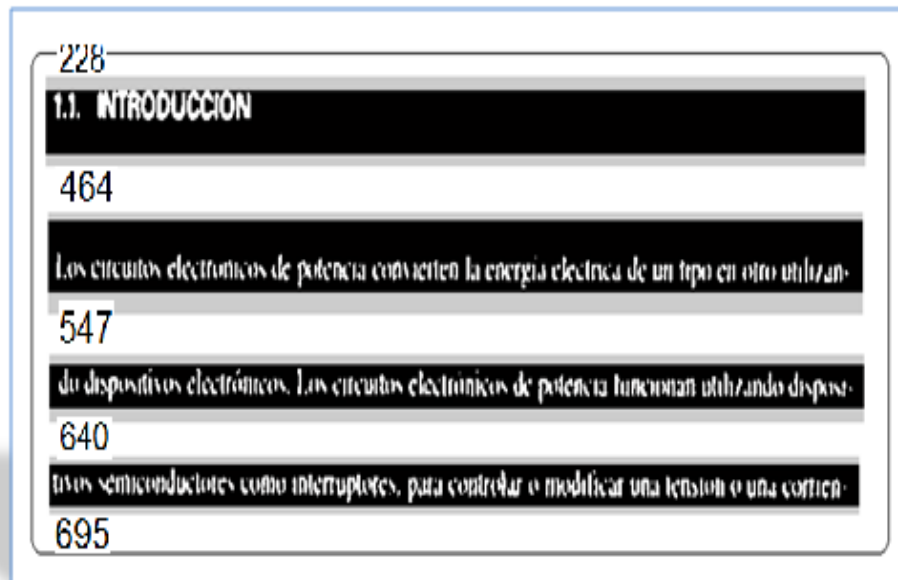 228
1.1. INTRODUCCIÓN
464
Los circuitos electrónicos de potencia convierten la energía eléctrica de un tipo en otro utilizan-
547
do dispositivos electrónicos. Los circuitos electrónicos de potencia funcionan utilizando disposi-
640
tivos semiconductores como interruptores, para controlar o modificar una tensión o una corrien-
695